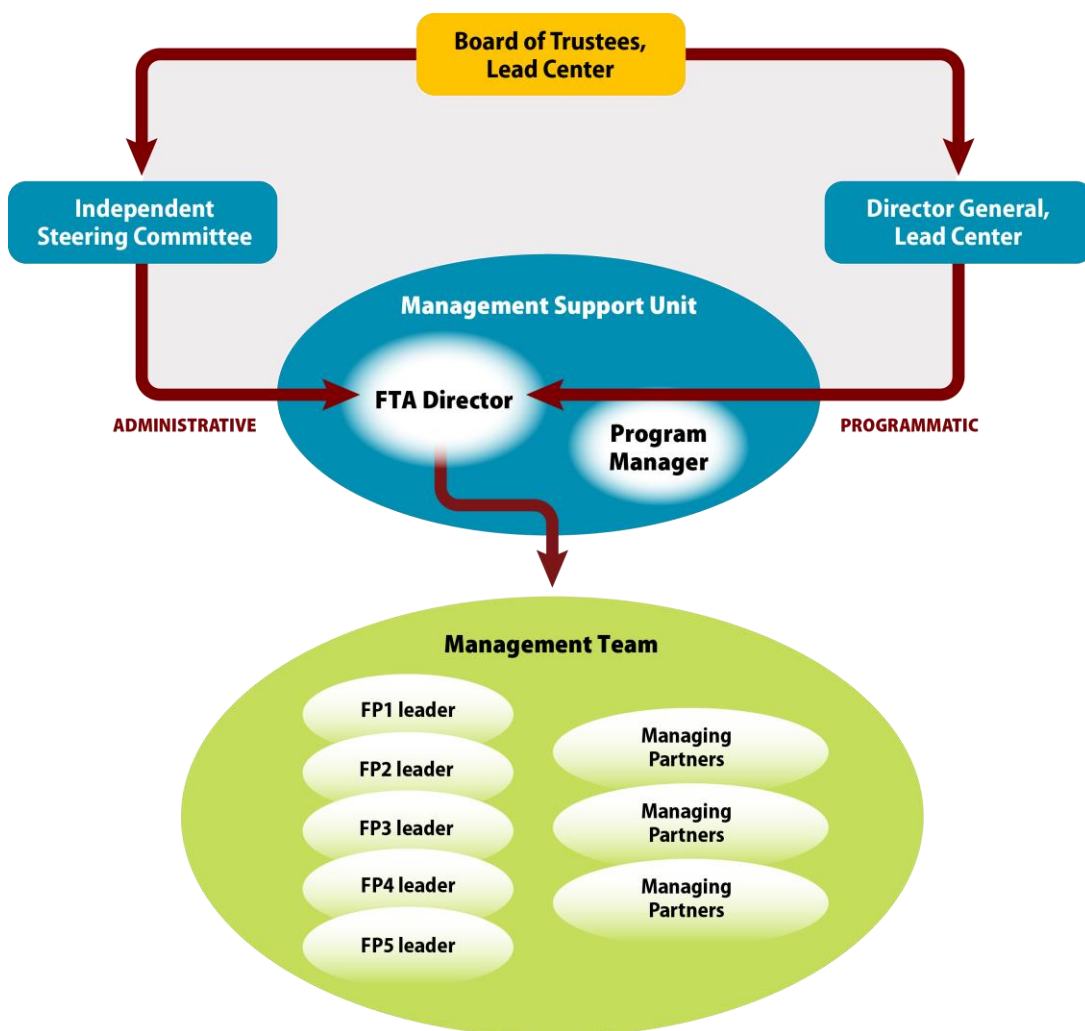 Board of Trustees,
Lead Center
Independent
Steering Committee
Director General,
Lead Center
Management Support Unit
FTA Director
Program
Manager
ADMINISTRATIVE
PROGRAMMATIC
Management Team
FP1 leader
FP2 leader
FP3 leader
FP4 leader
FP5 leader
Managing
Partners
Managing
Partners
Managing
Partners